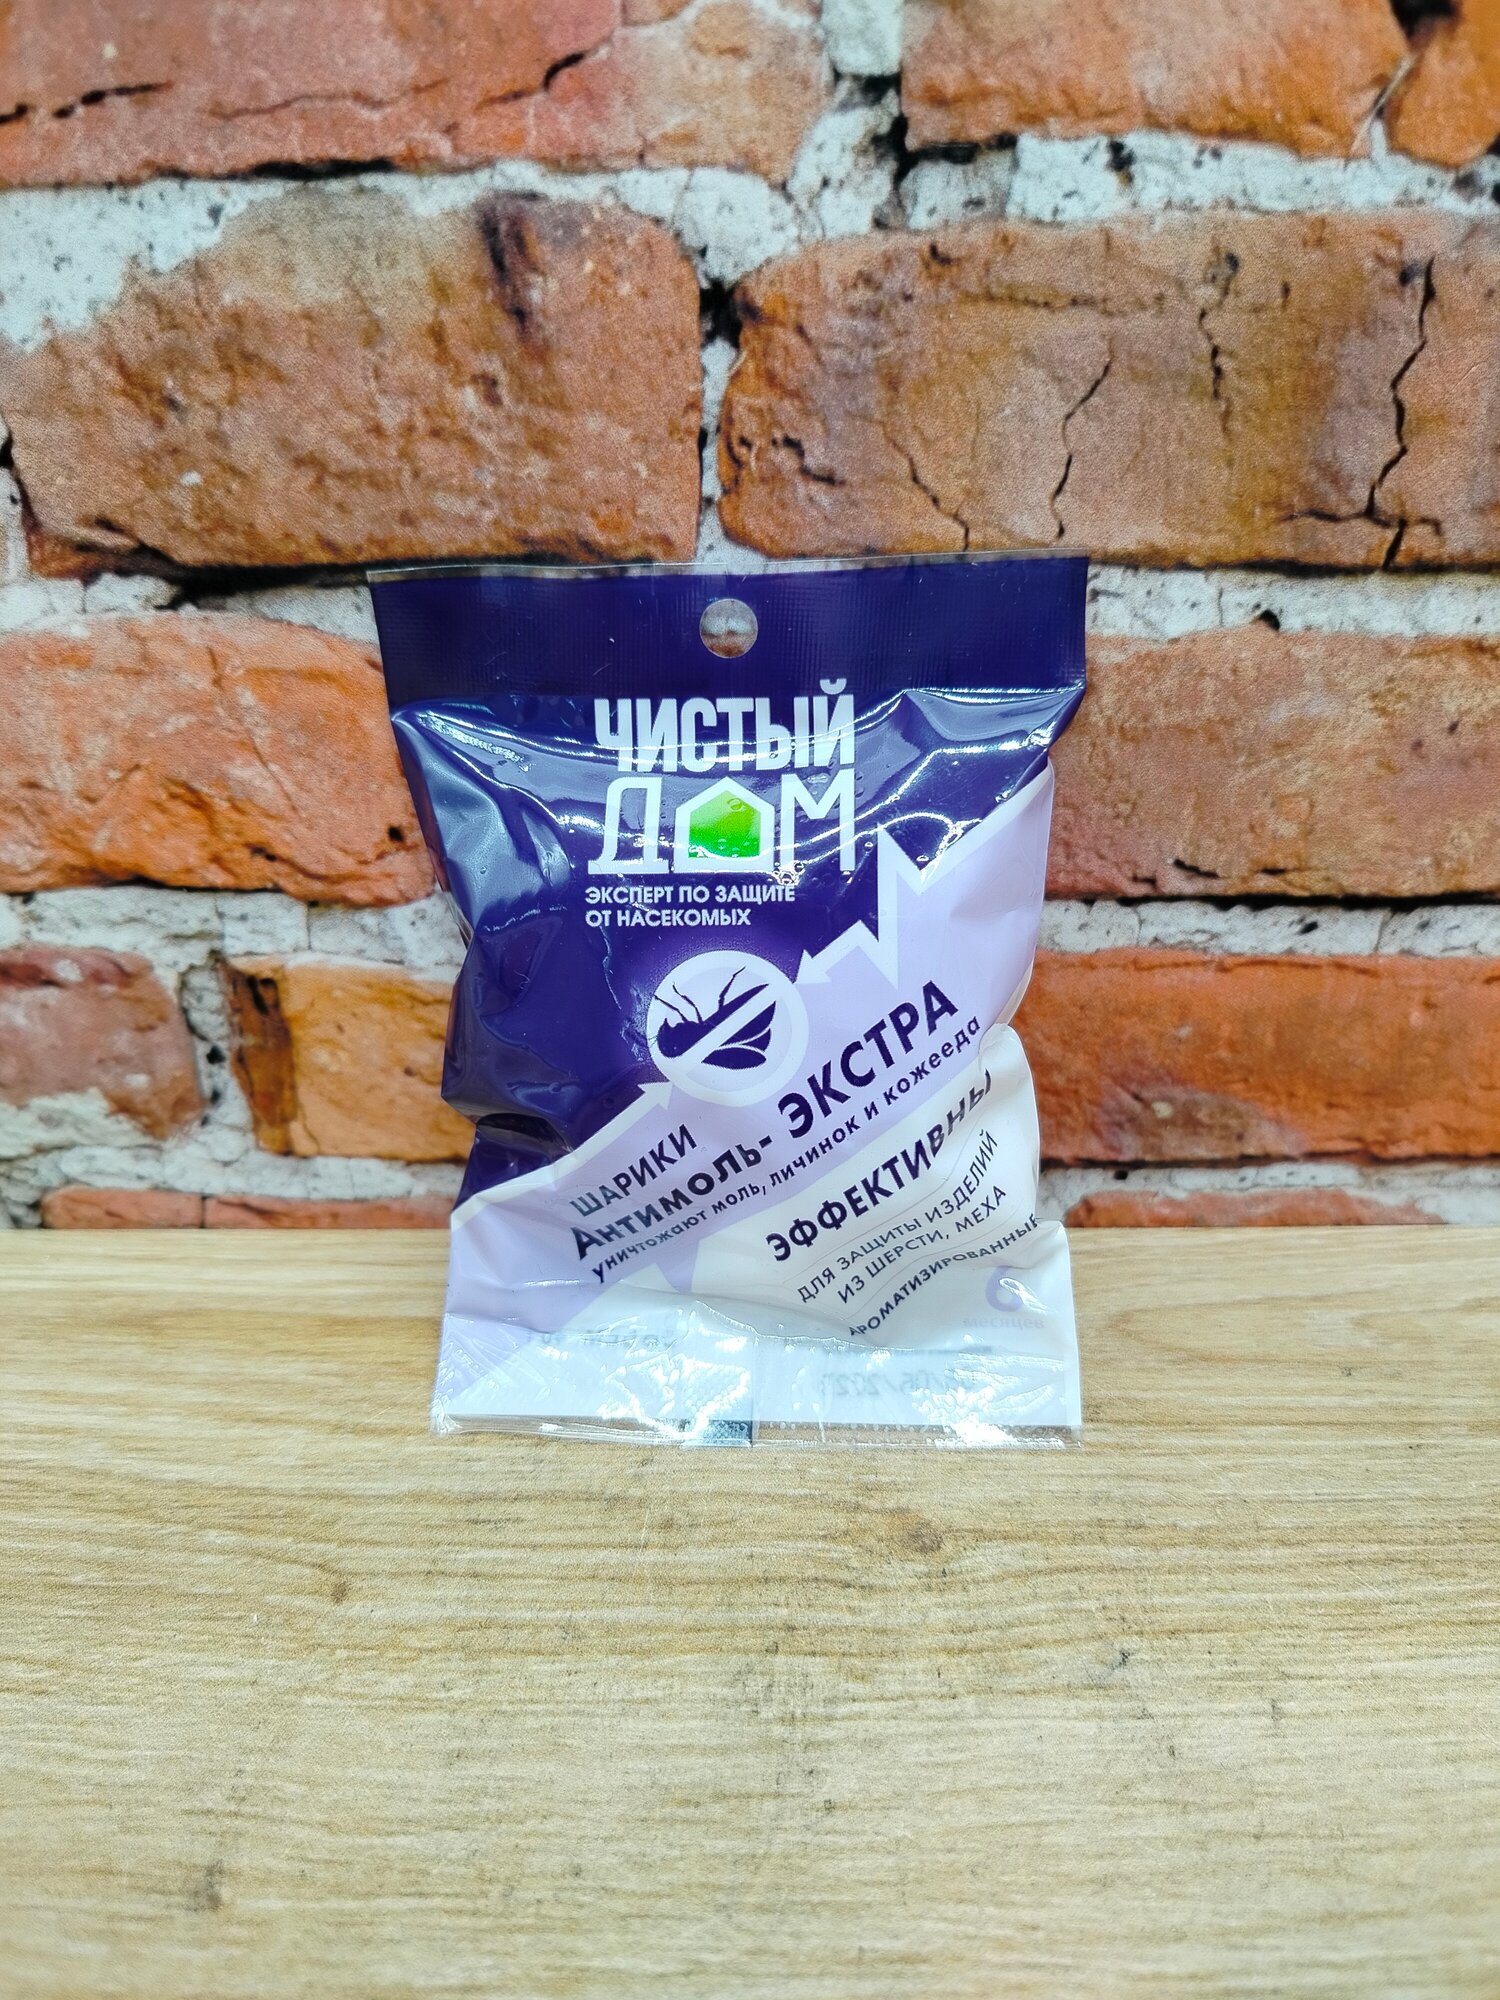 ЧИСТЫЙ
ДОМ
ЭКСПЕРТ ПО ЗАЩИТЕ
ОТ НАСЕКОМЫХ
ШАРИКИ
Антимоль- ЭКСТРА
уничтожают моль, личинок и кожееда
ЭФФЕКТИВНЫ
ДЛЯ ЗАЩИТЫ ИЗДЕЛИЙ
ИЗ ШЕРСТИ, МЕХА
АРОМАТИЗИРОВАННЫЕ
6
месяцев